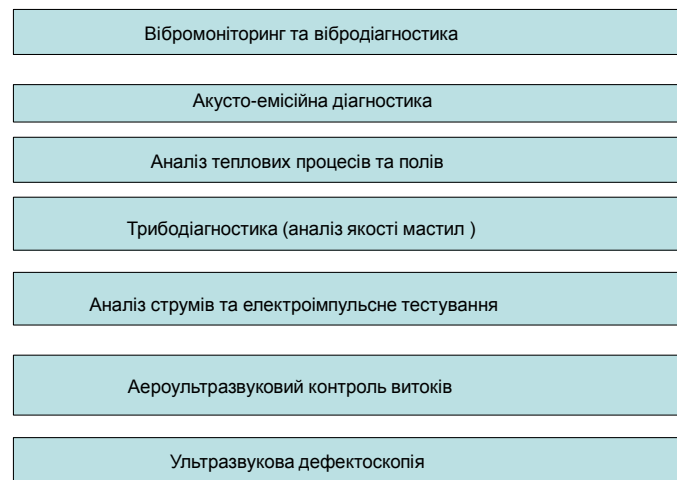 Вібромоніторинг та вібродіагностика
Акусто-емісійна діагностика
Аналіз теплових процесів та полів
Трибодіагностика (аналіз якості мастил )
Аналіз струмів та електроімпульсне тестування
Аероультразвуковий контроль витоків
Ультразвукова дефектоскопія